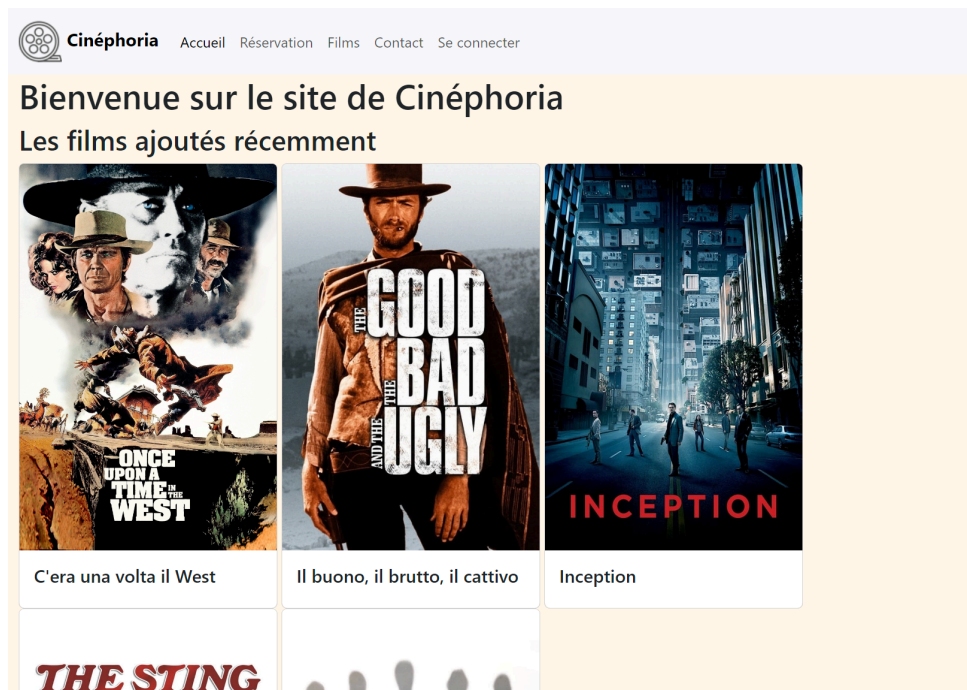 Cinéphoria
Accueil Réservation Films Contact Se connecter
Bienvenue sur le site de Cinéphoria
Les films ajoutés récemment
ONCE
UPON A
TIME IN THE
WEST
THE GOOD
THE BAD
AND THE UGLY
INCEPTION
C'era una volta il West
Il buono, il brutto, il cattivo
Inception
THE STING